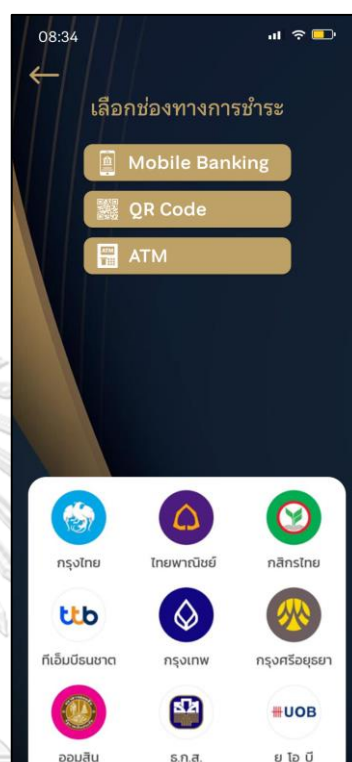 08:34
เลือกช่องทางการชำระ
Mobile Banking
QR Code
ATM
กรุงไทย
ไทยพาณิชย์
กสิกรไทย
ttb
ทีเอ็มบีธนชาต
กรุงเทพ
กรุงศรีอยุธยา
UOB
ออมสิน
ธ.ก.ส.
ยู โอ บี